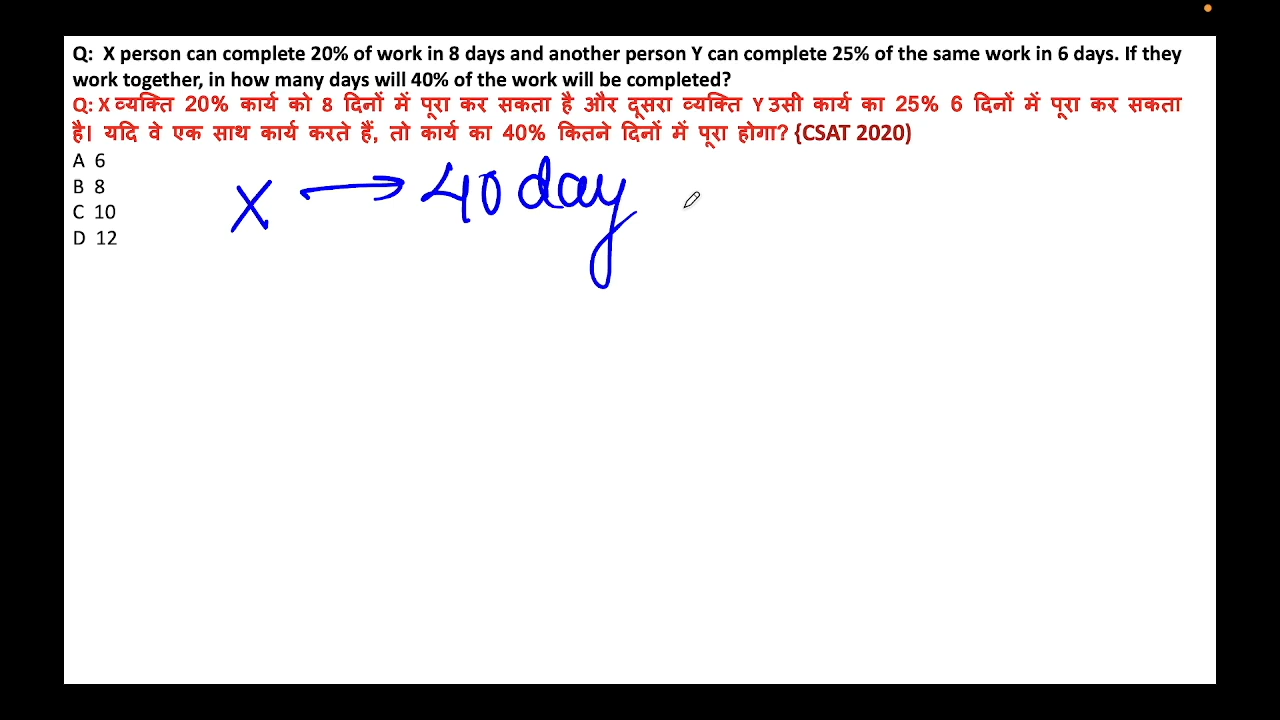 Q: X person can complete 20% of work in 8 days and another person Y can complete 25% of the same work in 6 days. If they
work together, in how many days will 40% of the work will be completed?
Q: X व्यक्ति 20% कार्य को 8 दिनों में पूरा कर सकता है और दूसरा व्यक्ति Y उसी कार्य का 25% 6 दिनों में पूरा कर सकता
है। यदि वे एक साथ कार्य करते हैं, तो कार्य का 40% कितने दिनों में पूरा होगा? {CSAT 2020)
A 6
B 8
C 10
D 12
X → 40 day